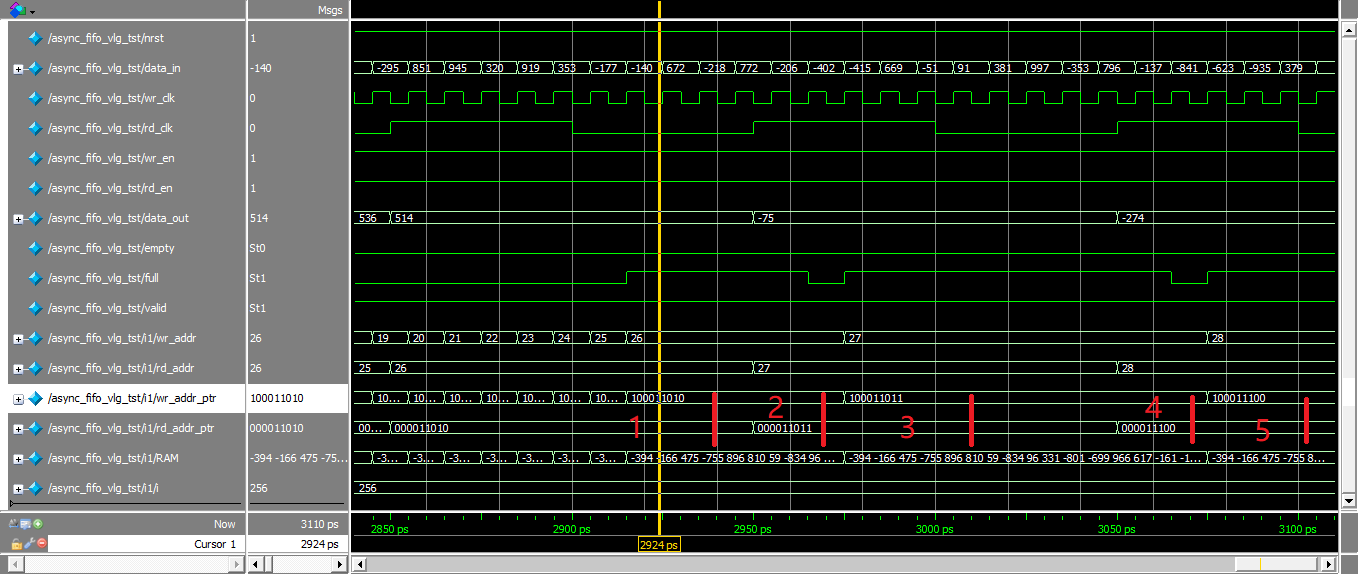 Msgs
/async_fifo_vlg_tst/nrst 1
/async_fifo_vlg_tst/data_in -140 -295 851 945 320 919 353 -177 -140 672 -218 772 -206 -402 -415 669 -51 91 381 997 -353 796 -137 -841 -623 -935 379
/async_fifo_vlg_tst/wr_clk 0
/async_fifo_vlg_tst/rd_clk 0
/async_fifo_vlg_tst/wr_en 1
/async_fifo_vlg_tst/rd_en 1
/async_fifo_vlg_tst/data_out 514 536 514 -75 -274
/async_fifo_vlg_tst/empty St0
/async_fifo_vlg_tst/full St1
/async_fifo_vlg_tst/valid St1
/async_fifo_vlg_tst/i1/wr_addr 26 19 20 21 22 23 24 25 26 27 28
/async_fifo_vlg_tst/i1/rd_addr 26 25 26 27 28
/async_fifo_vlg_tst/i1/wr_addr_ptr 100011010 10... 10... 10... 10... 10... 10... 10... 100011010 100011011 100011100
1 2 3 4 5
/async_fifo_vlg_tst/i1/rd_addr_ptr 000011010 00... 000011010 000011011 000011100
/async_fifo_vlg_tst/i1/RAM -394 -166 475 -75... -3... -3... -3... -3... -3... -3... -3... -394 -166 475 -755 896 810 59 -834 96 ... -394 -166 475 -755 896 810 59 -834 96 331 -801 -699 966 617 -161 -1... -394 -166 475 -755 8...
/async_fifo_vlg_tst/i1/i 256 256
Now 3110 ps 2850 ps 2900 ps 2950 ps 3000 ps 3050 ps 3100 ps
Cursor 1 2924 ps 2924 ps